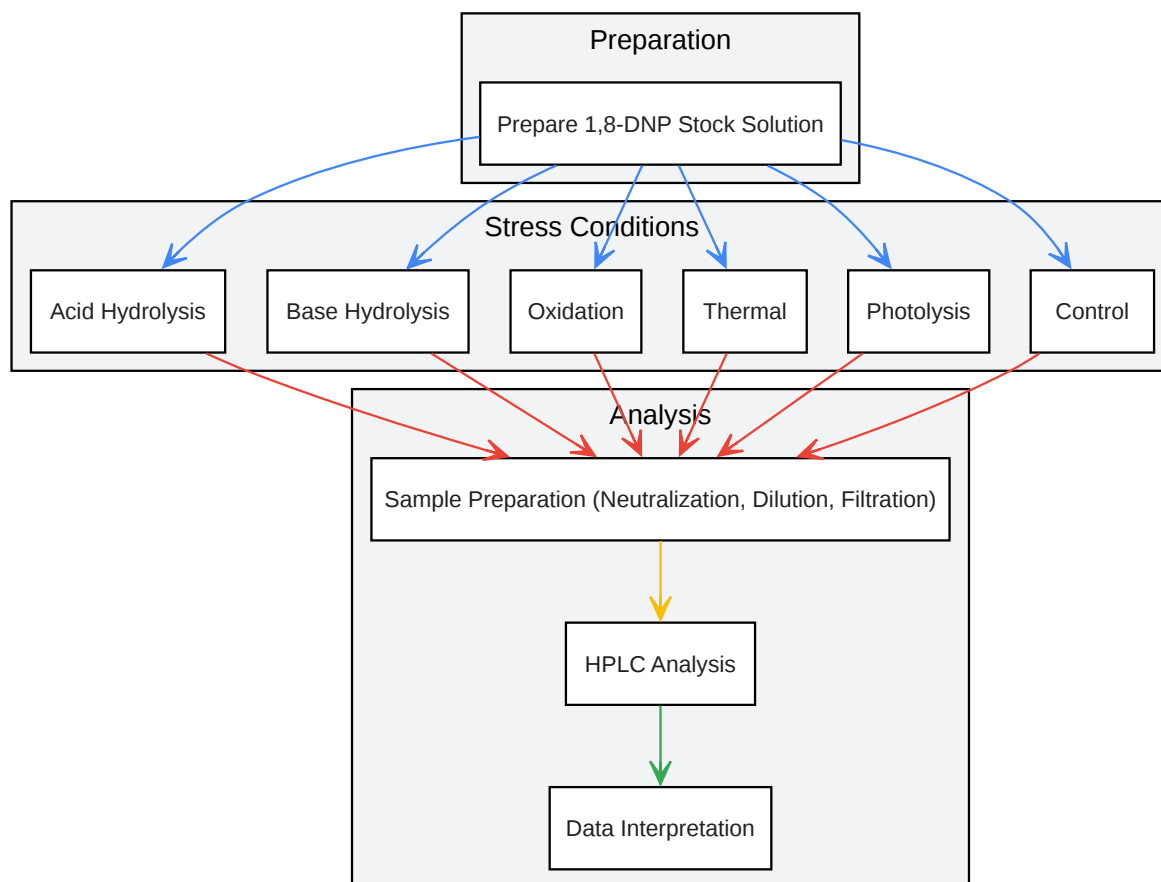 Preparation
Prepare 1,8-DNP Stock Solution
Stress Conditions
Acid Hydrolysis
Base Hydrolysis
Oxidation
Thermal
Photolysis
Control
Analysis
Sample Preparation (Neutralization, Dilution, Filtration)
HPLC Analysis
Data Interpretation